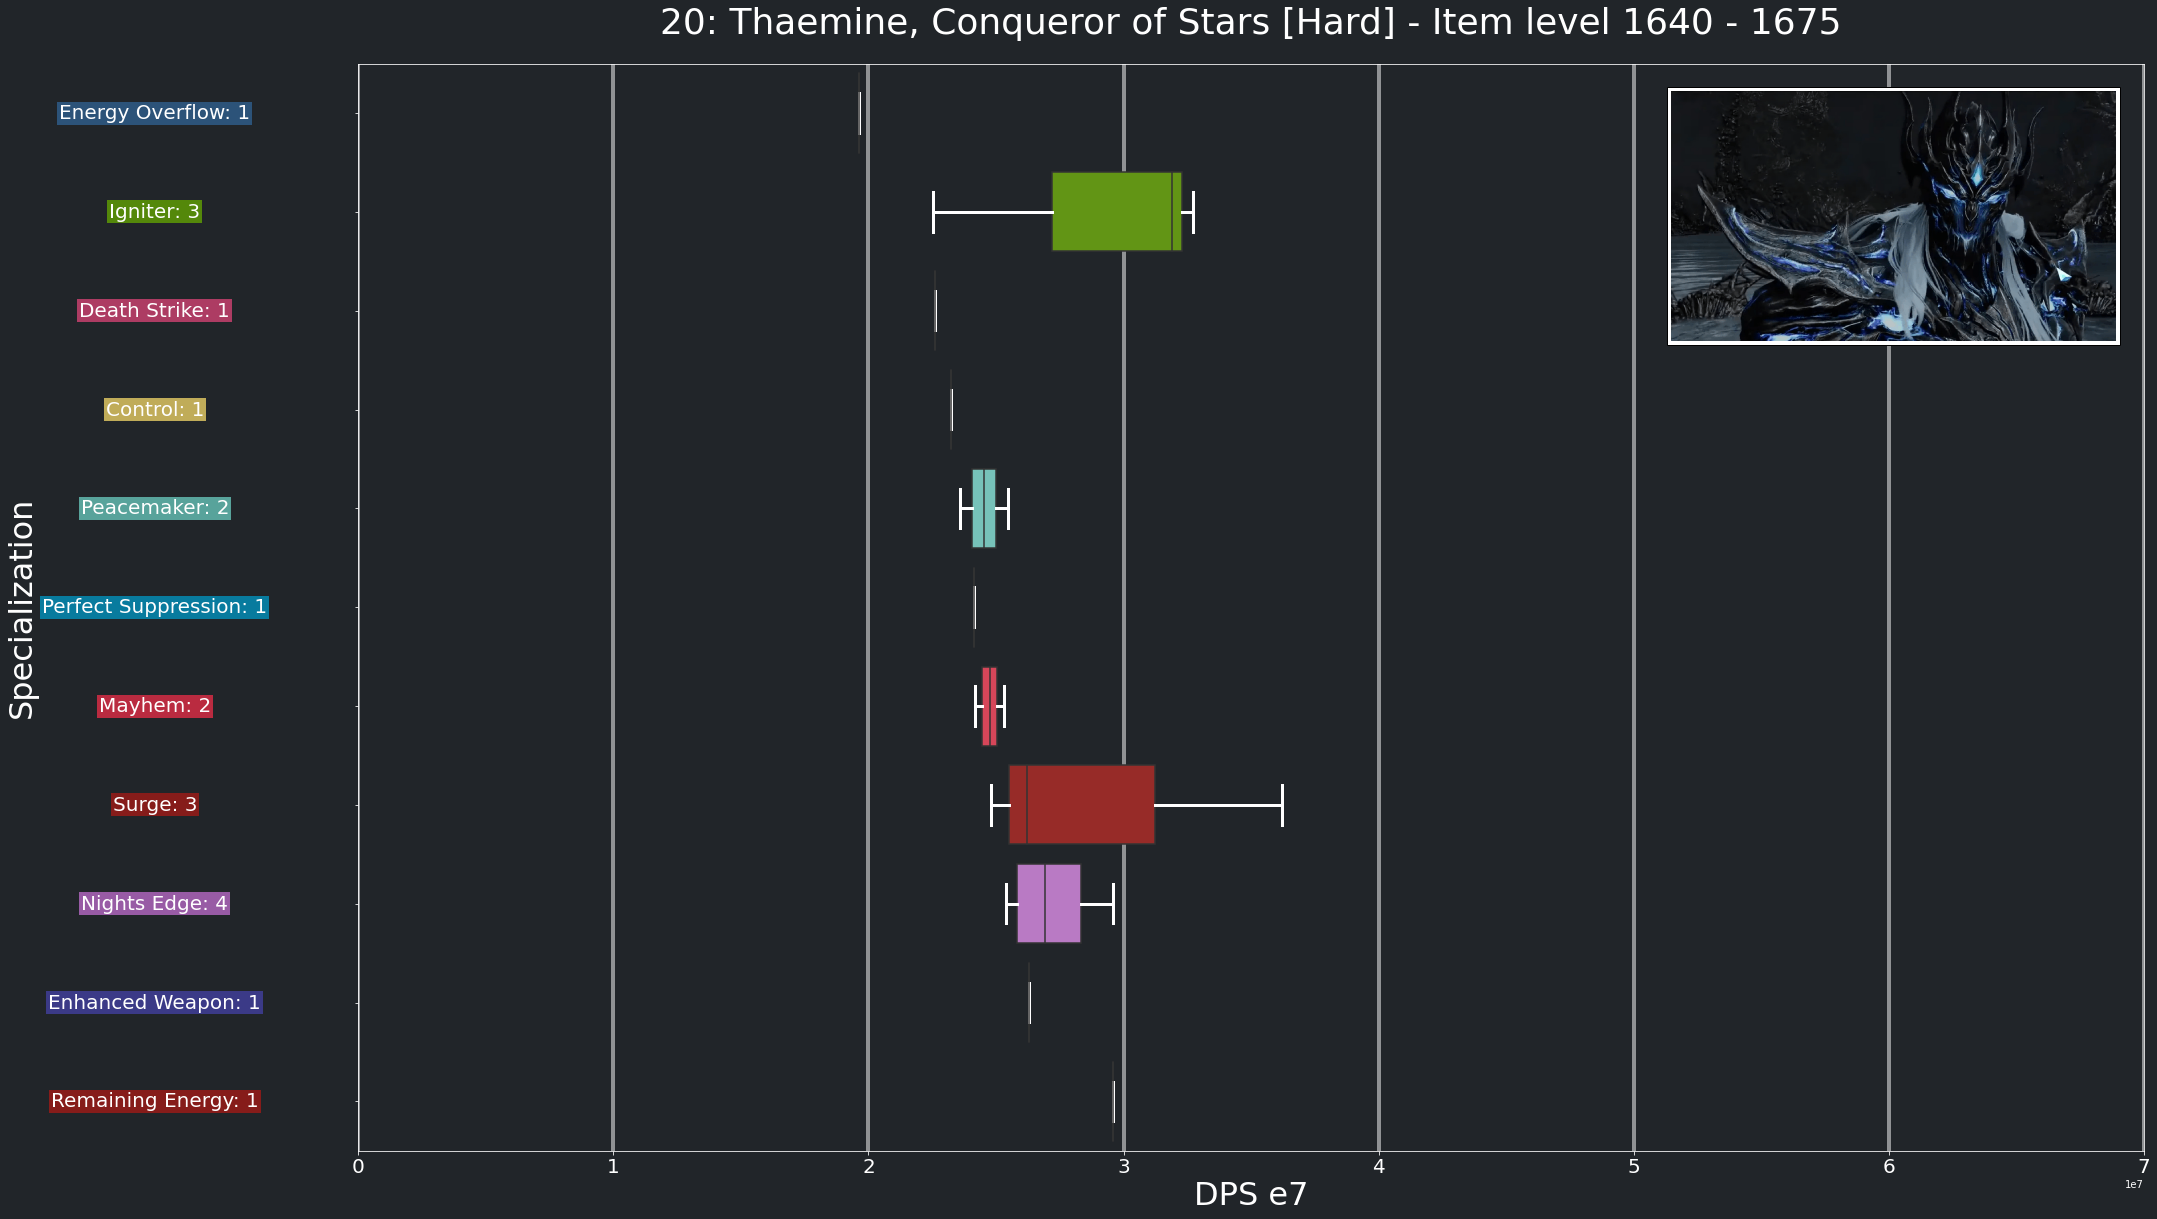 20: Thaemine, Conqueror of Stars [Hard] - Item level 1640 - 1675
Specialization
Energy Overflow: 1
Igniter: 3
Death Strike: 1
Control: 1
Peacemaker: 2
Perfect Suppression: 1
Mayhem: 2
Surge: 3
Nights Edge: 4
Enhanced Weapon: 1
Remaining Energy: 1
0 1 2 3 4 5 6 7
1e7
DPS e7